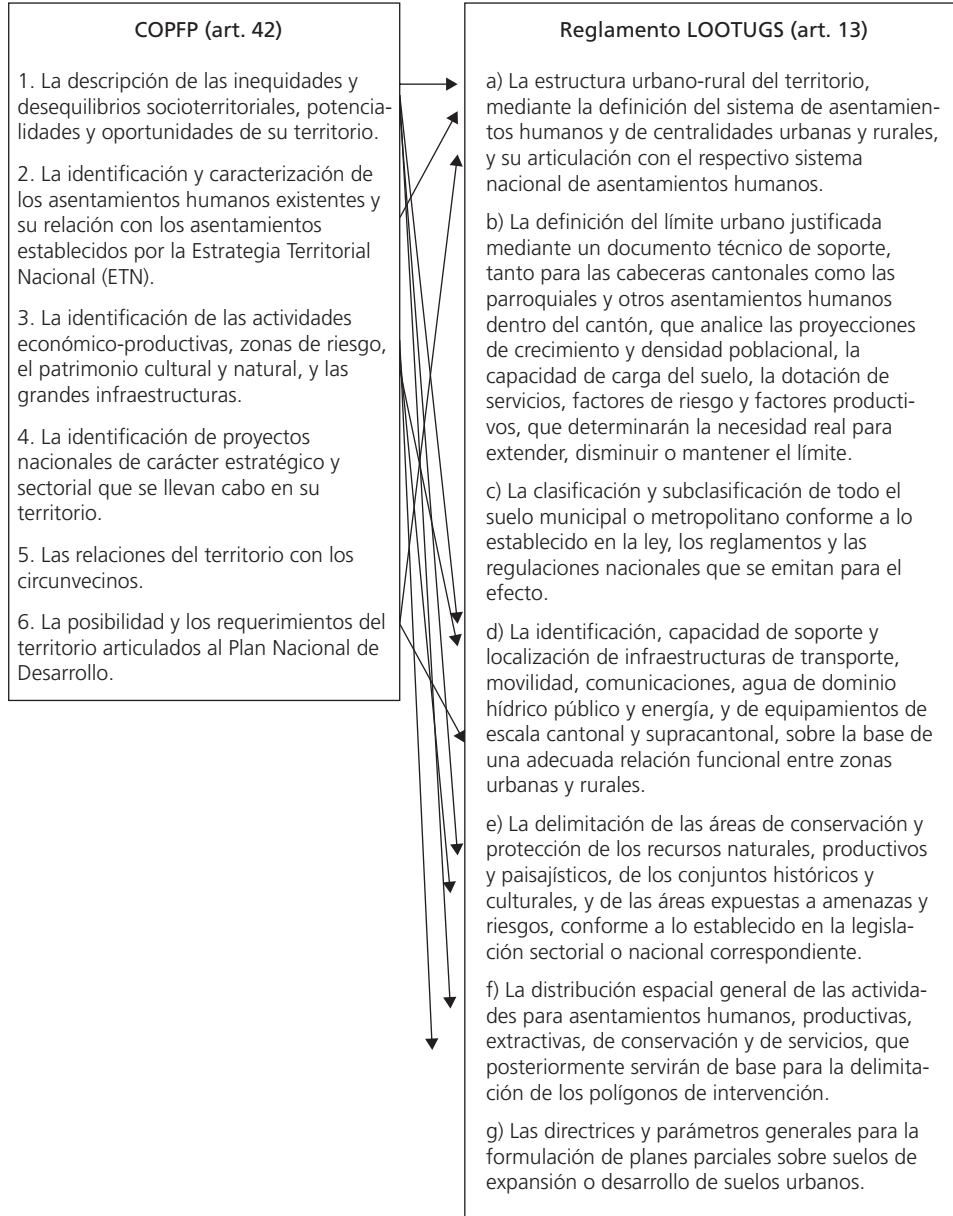 COPFP (art. 42)
1. La descripción de las inequidades y
desequilibrios socioterritoriales, potencia-
lidades y oportunidades de su territorio.
2. La identificación y caracterización de
los asentamientos humanos existentes y
su relación con los asentamientos
establecidos por la Estrategia Territorial
Nacional (ETN).
3. La identificación de las actividades
económico-productivas, zonas de riesgo,
el patrimonio cultural y natural, y las
grandes infraestructuras.
4. La identificación de proyectos
nacionales de carácter estratégico y
sectorial que se llevan cabo en su
territorio.
5. Las relaciones del territorio con los
circunvecinos.
6. La posibilidad y los requerimientos del
territorio articulados al Plan Nacional de
Desarrollo.
Reglamento LOOTUGS (art. 13)
a) La estructura urbano-rural del territorio,
mediante la definición del sistema de asentamien-
tos humanos y de centralidades urbanas y rurales,
y su articulación con el respectivo sistema
nacional de asentamientos humanos.
b) La definición del límite urbano justificada
mediante un documento técnico de soporte,
tanto para las cabeceras cantonales como las
parroquiales y otros asentamientos humanos
dentro del cantón, que analice las proyecciones
de crecimiento y densidad poblacional, la
capacidad de carga del suelo, la dotación de
servicios, factores de riesgo y factores producti-
vos, que determinarán la necesidad real para
extender, disminuir o mantener el límite.
c) La clasificación y subclasificación de todo el
suelo municipal o metropolitano conforme a lo
establecido en la ley, los reglamentos y las
regulaciones nacionales que se emitan para el
efecto.
d) La identificación, capacidad de soporte y
localización de infraestructuras de transporte,
movilidad, comunicaciones, agua de dominio
hídrico público y energía, y de equipamientos de
escala cantonal y supracantonal, sobre la base de
una adecuada relación funcional entre zonas
urbanas y rurales.
e) La delimitación de las áreas de conservación y
protección de los recursos naturales, productivos
y paisajísticos, de los conjuntos históricos y
culturales, y de las áreas expuestas a amenazas y
riesgos, conforme a lo establecido en la legisla-
ción sectorial o nacional correspondiente.
f) La distribución espacial general de las activida-
des para asentamientos humanos, productivas,
extractivas, de conservación y de servicios, que
posteriormente servirán de base para la delimita-
ción de los polígonos de intervención.
g) Las directrices y parámetros generales para la
formulación de planes parciales sobre suelos de
expansión o desarrollo de suelos urbanos.